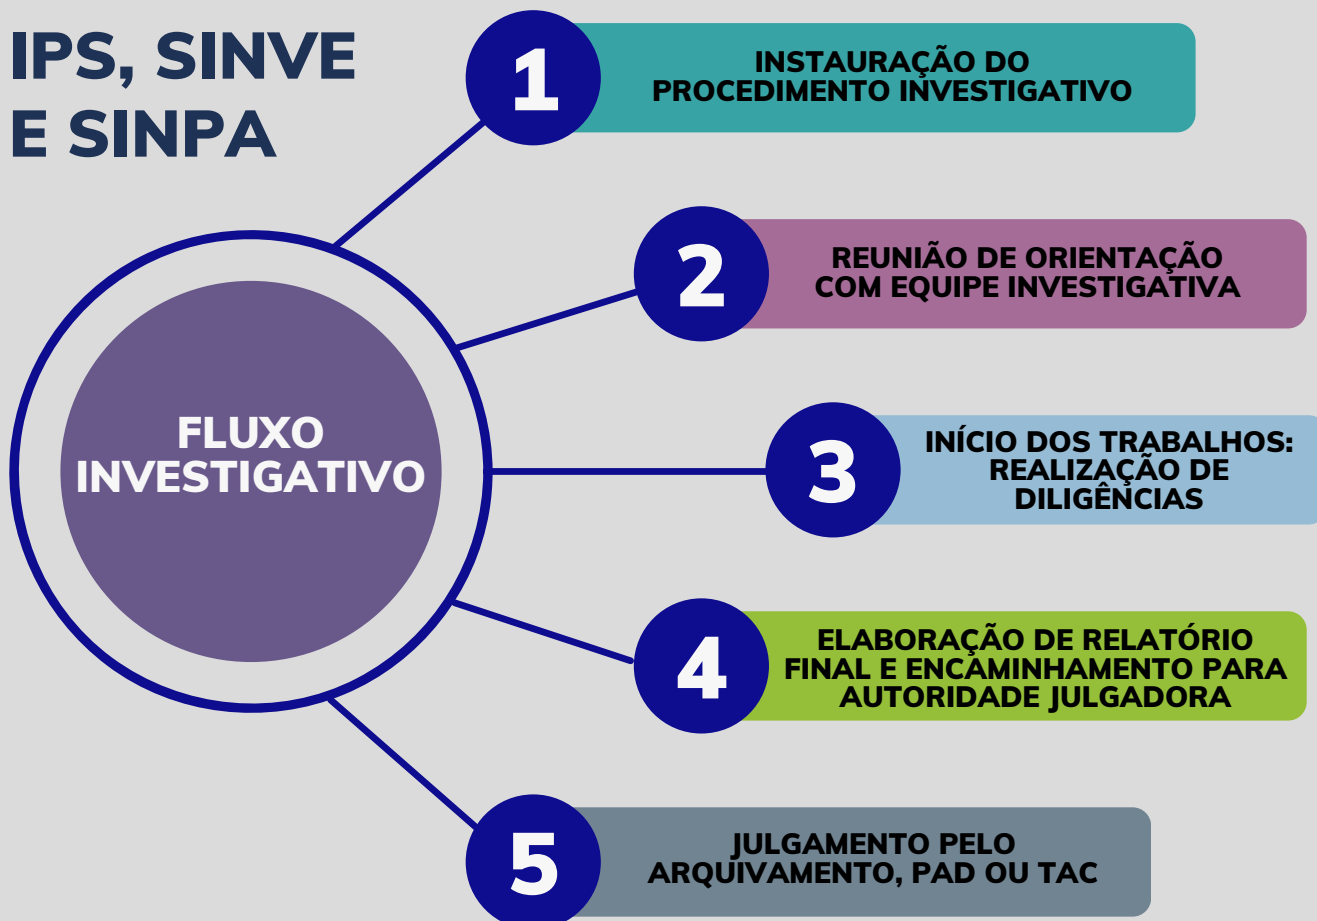 IPS, SINVE
E SINPA
1
INSTAURAÇÃO DO
PROCEDIMENTO INVESTIGATIVO
2
REUNIÃO DE ORIENTAÇÃO
COM EQUIPE INVESTIGATIVA
FLUXO
INVESTIGATIVO
3
INÍCIO DOS TRABALHOS:
REALIZAÇÃO DE
DILIGÊNCIAS
4
ELABORAÇÃO DE RELATÓRIO
FINAL E ENCAMINHAMENTO PARA
AUTORIDADE JULGADORA
5
JULGAMENTO PELO
ARQUIVAMENTO, PAD OU TAC